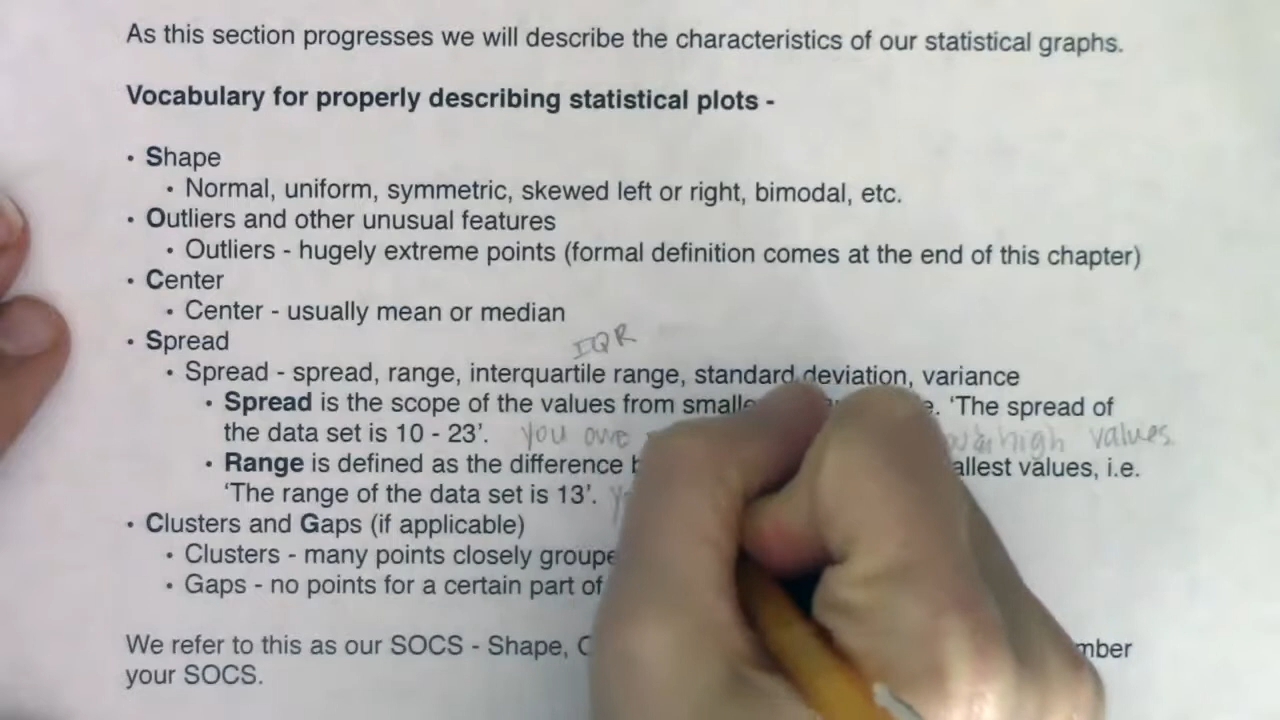 As this section progresses we will describe the characteristics of our statistical graphs.
Vocabulary for properly describing statistical plots -
• Shape
• Normal, uniform, symmetric, skewed left or right, bimodal, etc.
• Outliers and other unusual features
• Outliers - hugely extreme points (formal definition comes at the end of this chapter)
• Center
• Center - usually mean or median
• Spread
IQR
• Spread - spread, range, interquartile range, standard deviation, variance
• Spread is the scope of the values from smalle e. ‘The spread of
the data set is 10 - 23’. you owe high values
• Range is defined as the difference allest values, i.e.
‘The range of the data set is 13’.
• Clusters and Gaps (if applicable)
• Clusters - many points closely groupe
• Gaps - no points for a certain part of
We refer to this as our SOCS - Shape, mber
your SOCS.